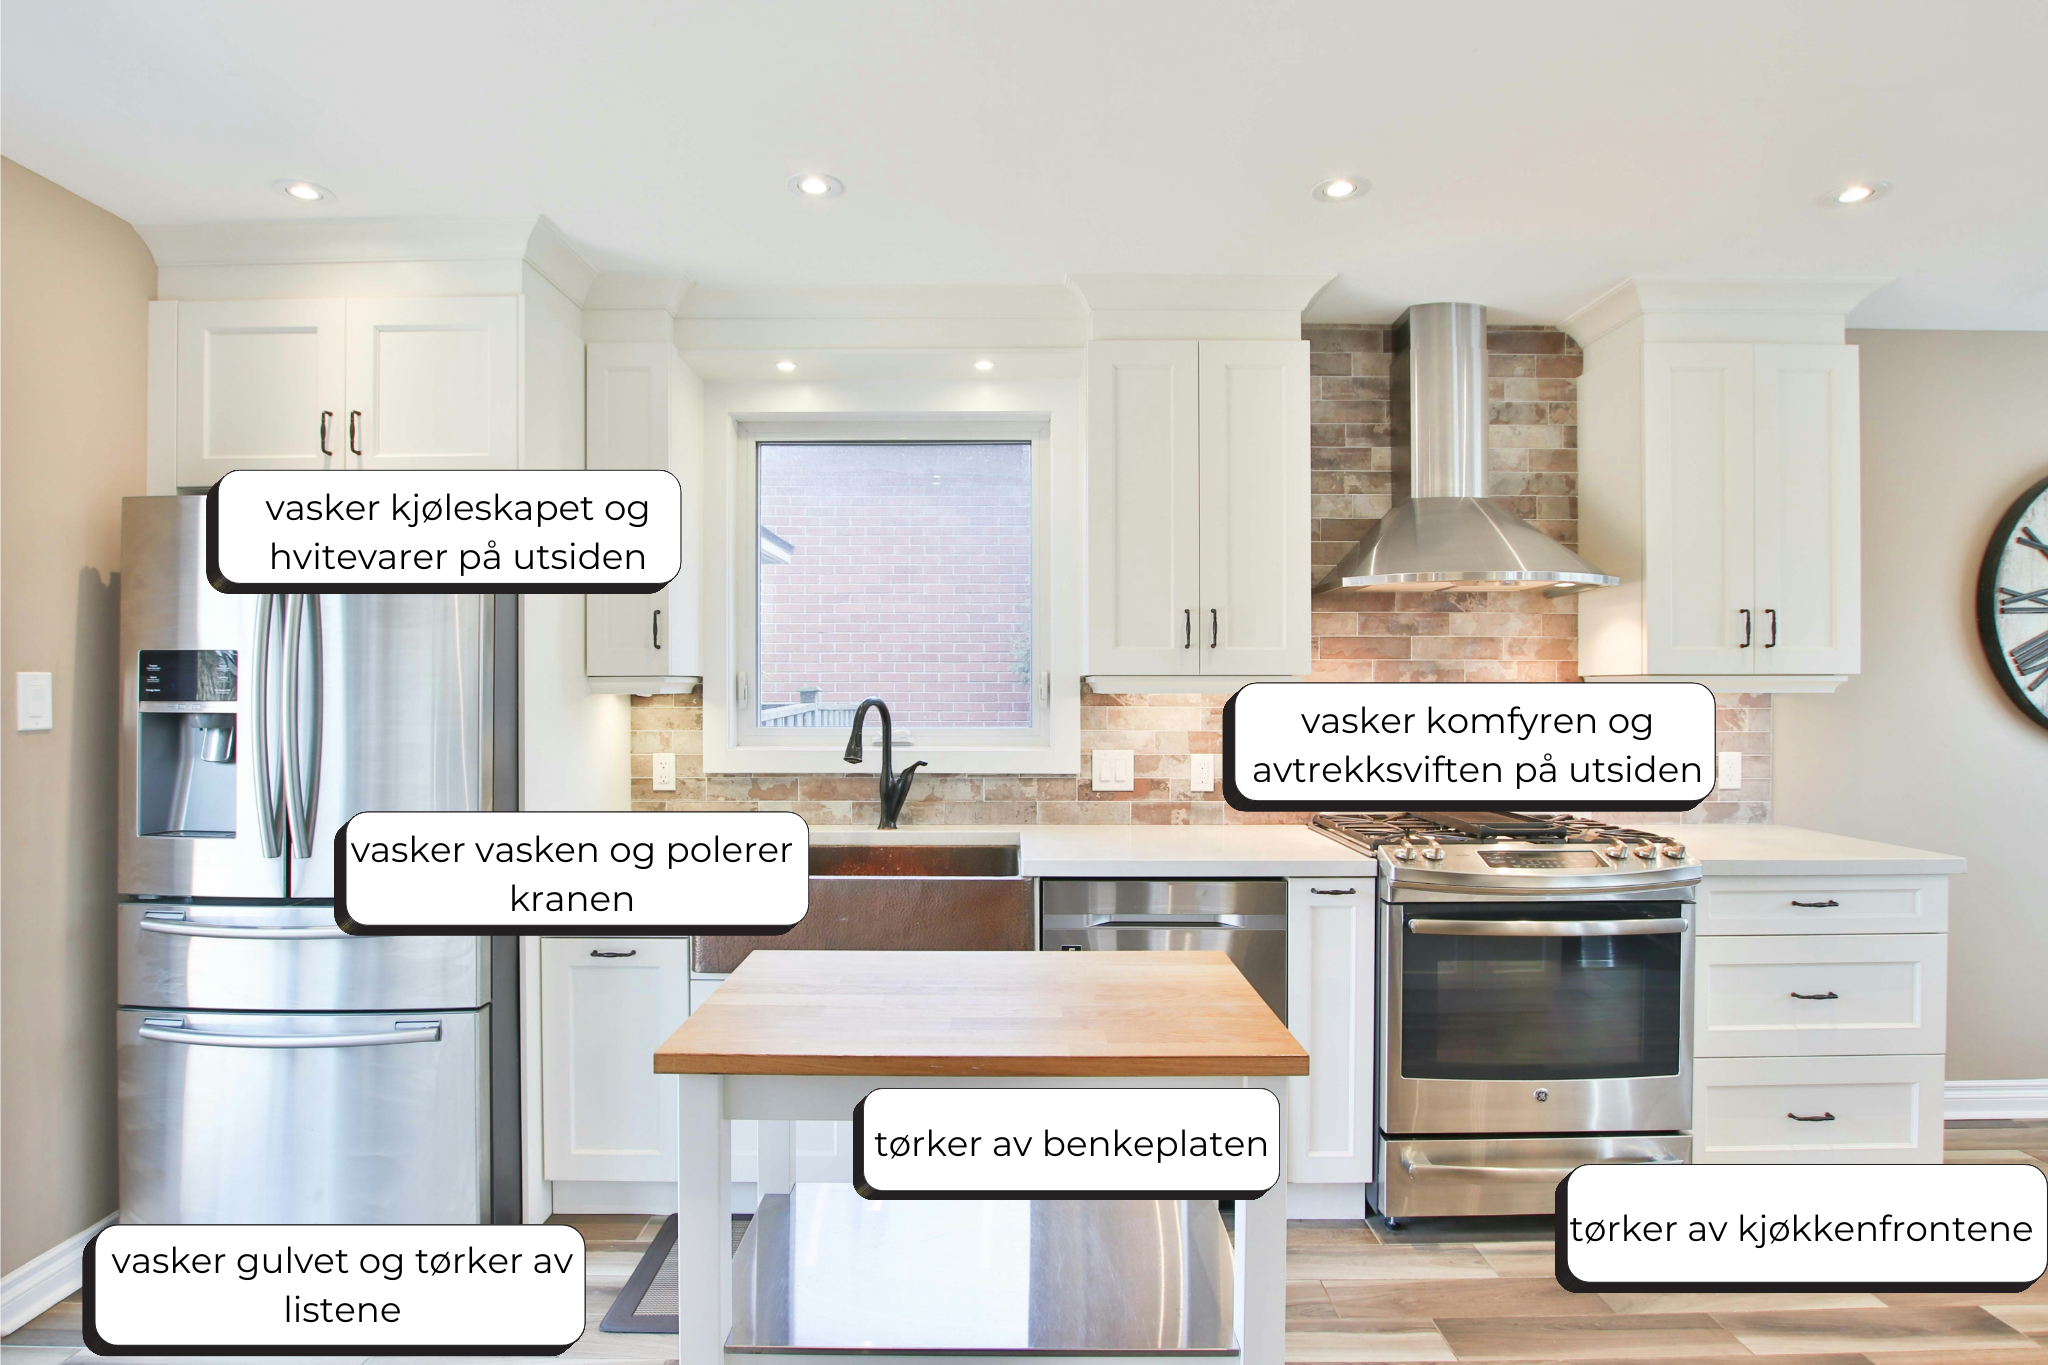 vasker kjøleskapet og
hvitevarer på utsiden
vasker komfyren og
avtrekksviften på utsiden
vasker vasken og polerer
kranen
tørker av benkeplaten
tørker av kjøkkenfrontene
vasker gulvet og tørker av
listene